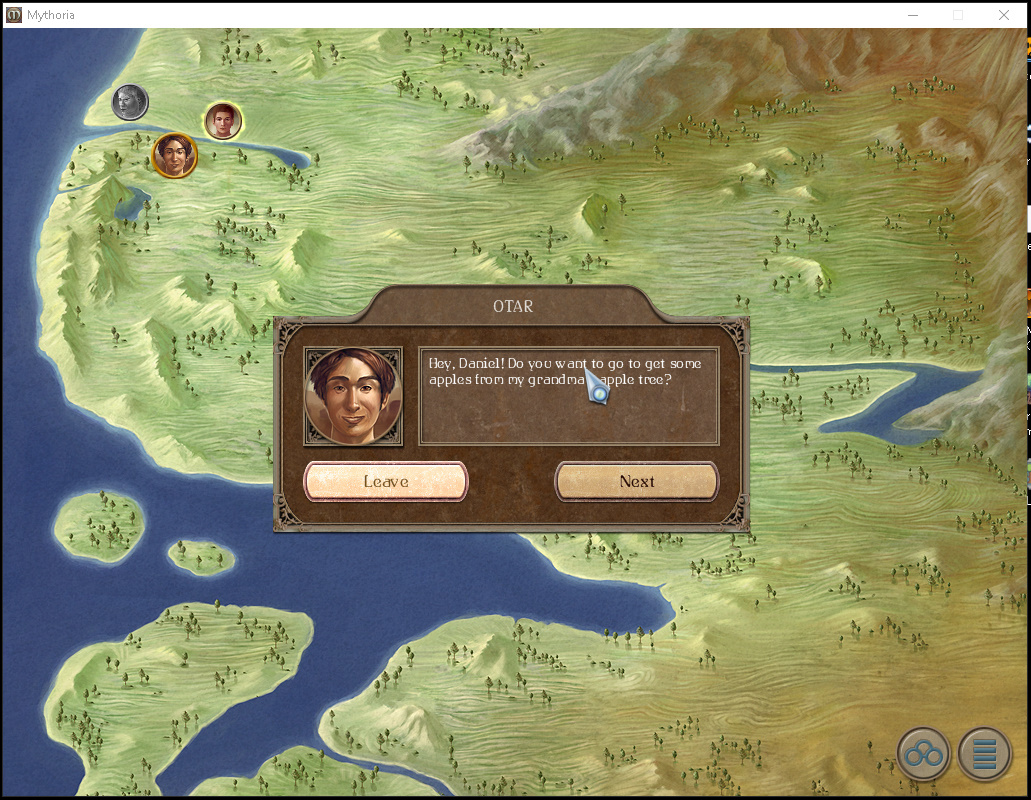 Mythoria
OTAR
Hey, Daniel! Do you want to go to get some
apples from my grandma apple tree?
Leave
Next